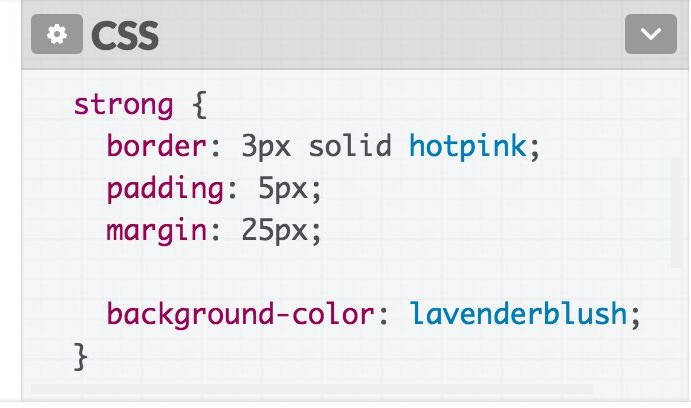 CSS
strong {
border: 3px solid hotpink;
padding: 5px;
margin: 25px;
background-color: lavenderblush;
}